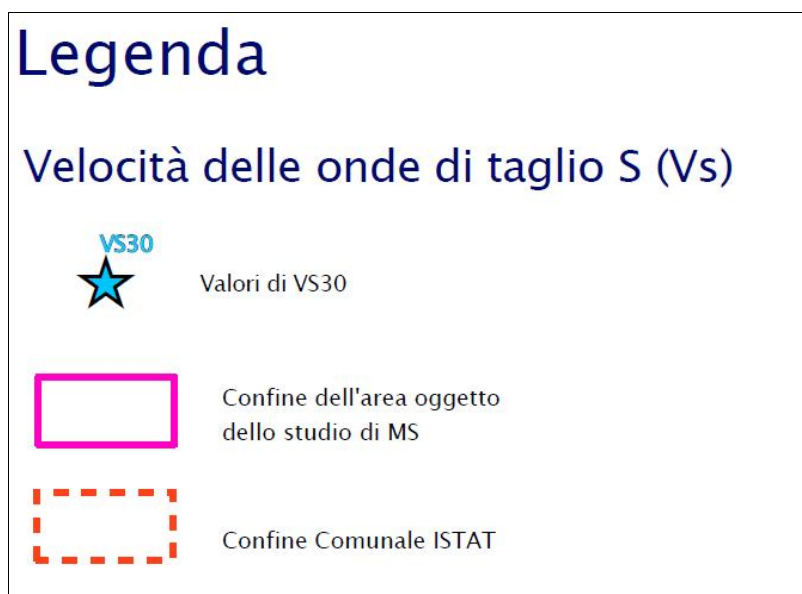 Legenda
Velocità delle onde di taglio S (Vs)
VS30
Valori di VS30
Confine dell'area oggetto
dello studio di MS
Confine Comunale ISTAT